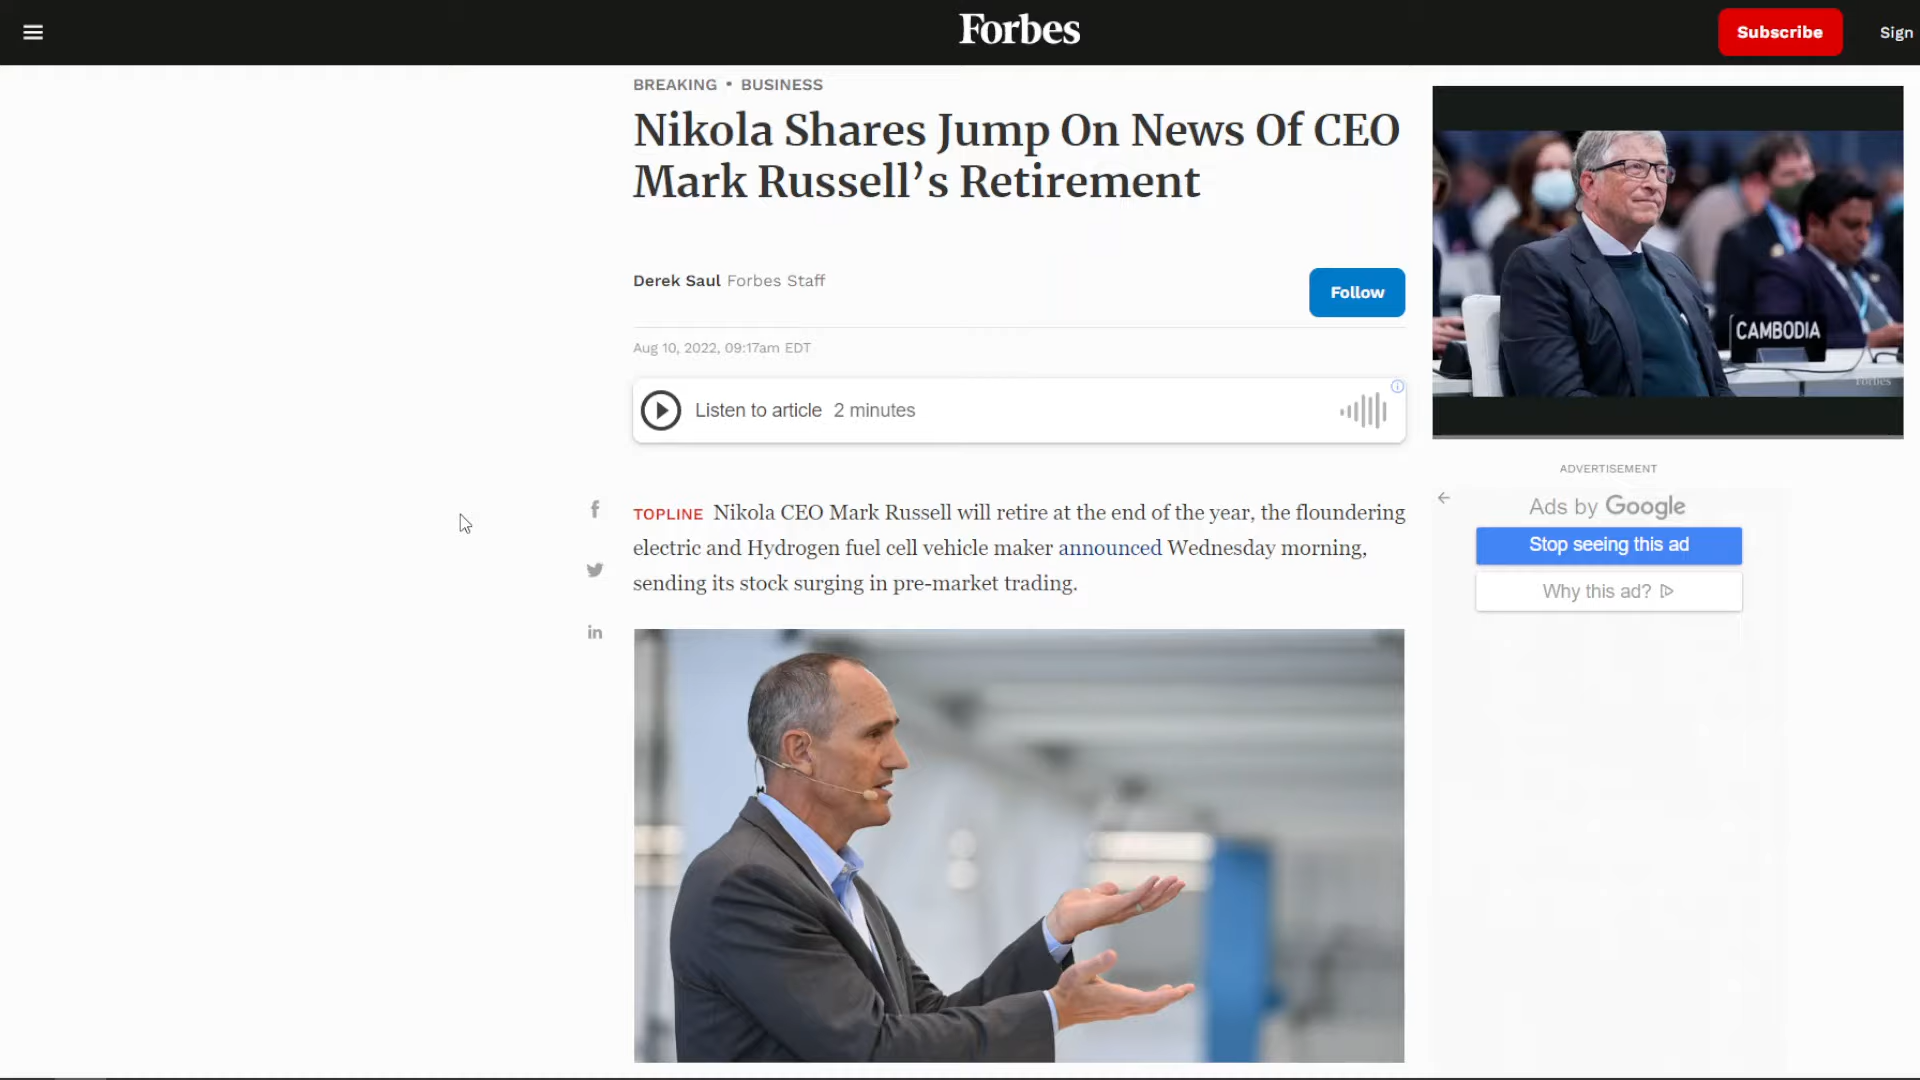 Forbes
Subscribe
Sign
BREAKING • BUSINESS
Nikola Shares Jump On News Of CEO
Mark Russell’s Retirement
Derek Saul Forbes Staff
Follow
Aug 10, 2022, 09:17am EDT
Listen to article 2 minutes
TOPLINE Nikola CEO Mark Russell will retire at the end of the year, the floundering
electric and Hydrogen fuel cell vehicle maker announced Wednesday morning,
sending its stock surging in pre-market trading.
CAMBODIA
Forbes
ADVERTISEMENT
Ads by Google
Stop seeing this ad
Why this ad?